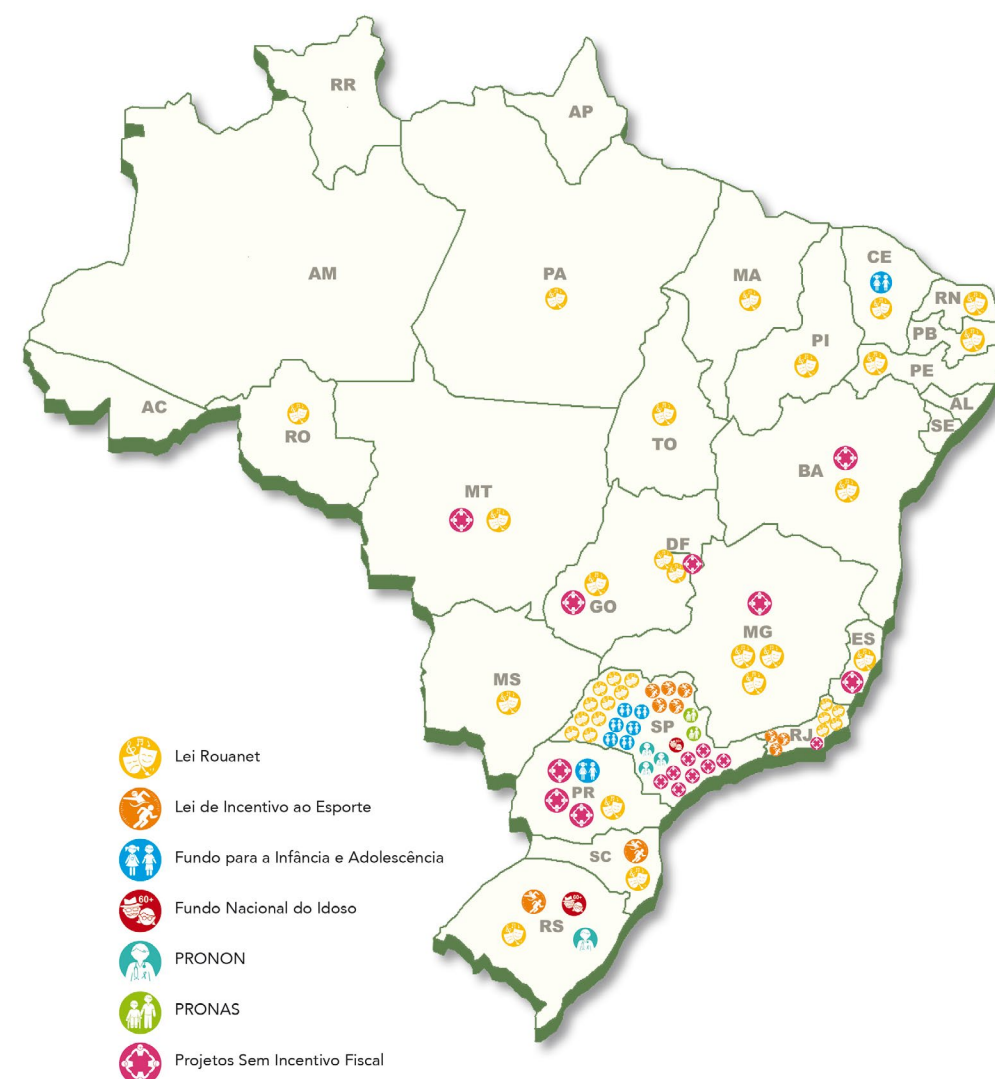 RR
AP
AM
PA
MA
CE
RN
PB
PI
PE
AL
SE
AC
RO
TO
BA
MT
DF
GO
MG
ES
MS
SP
RJ
PR
SC
RS
Lei Rouanet
Lei de Incentivo ao Esporte
Fundo para a Infância e Adolescência
60+
Fundo Nacional do Idoso
PRONON
PRONAS
Projetos Sem Incentivo Fiscal